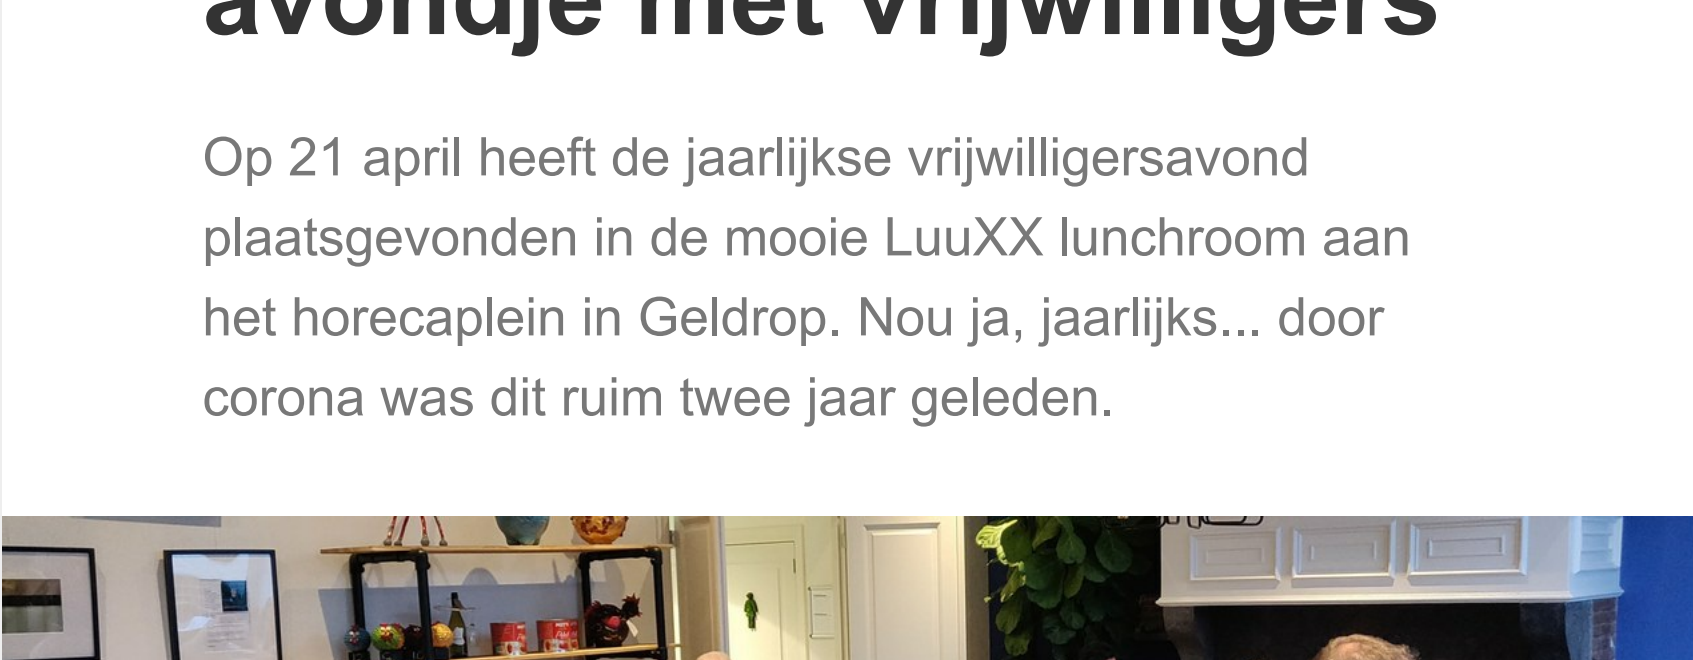 avondje met vrijwilligers
Op 21 april heeft de jaarlijkse vrijwilligersavond
plaatsgevonden in de mooie LuuXX lunchroom aan
het horecaplein in Geldrop. Nou ja, jaarlijks... door
corona was dit ruim twee jaar geleden.